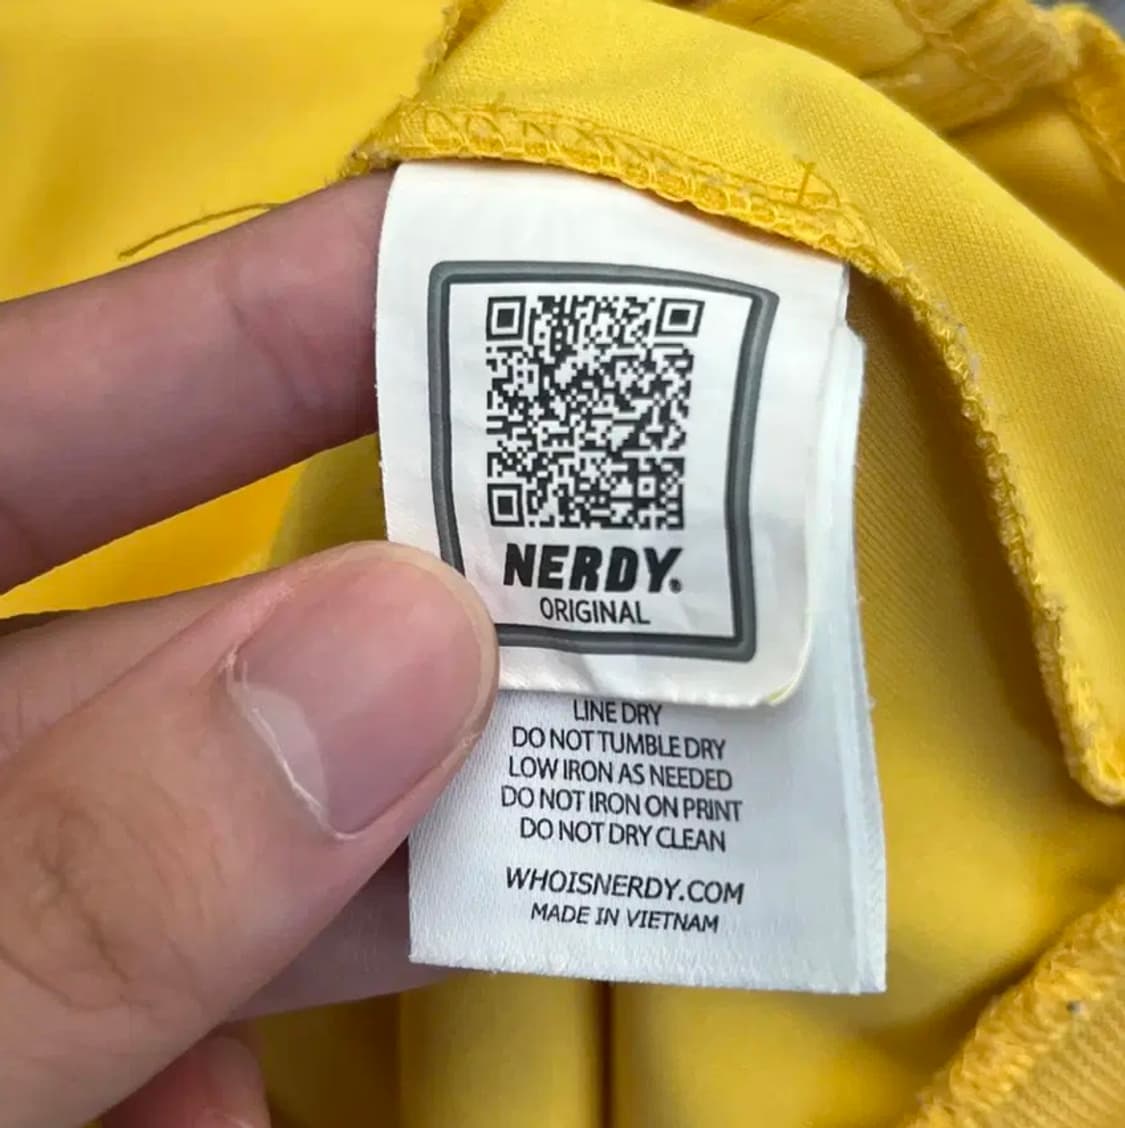 NERDY®
ORIGINAL
LINE DRY
DO NOT TUMBLE DRY
LOW IRON AS NEEDED
DO NOT IRON ON PRINT
DO NOT DRY CLEAN
WHOISNERDY.COM
MADE IN VIETNAM